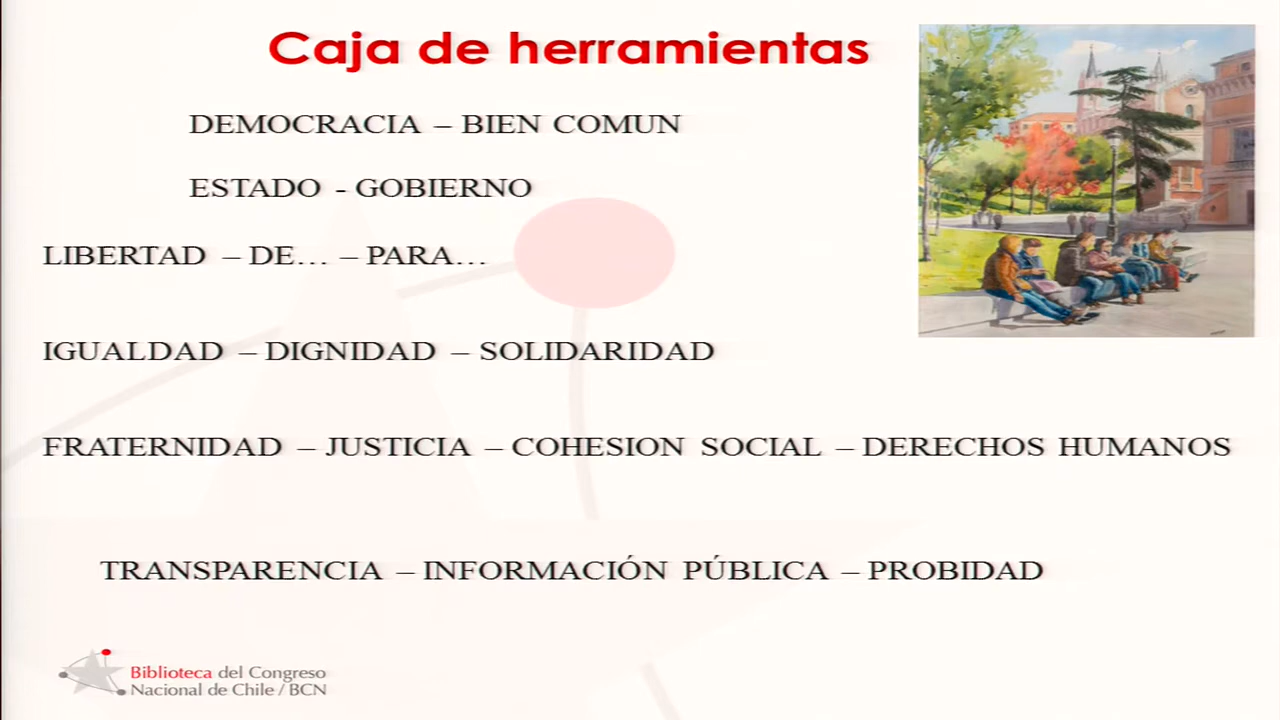 Caja de herramientas
DEMOCRACIA – BIEN COMUN
ESTADO - GOBIERNO
LIBERTAD – DE… – PARA…
IGUALDAD – DIGNIDAD – SOLIDARIDAD
FRATERNIDAD – JUSTICIA – COHESION SOCIAL – DERECHOS HUMANOS
TRANSPARENCIA – INFORMACIÓN PÚBLICA – PROBIDAD
Biblioteca del Congreso
Nacional de Chile / BCN